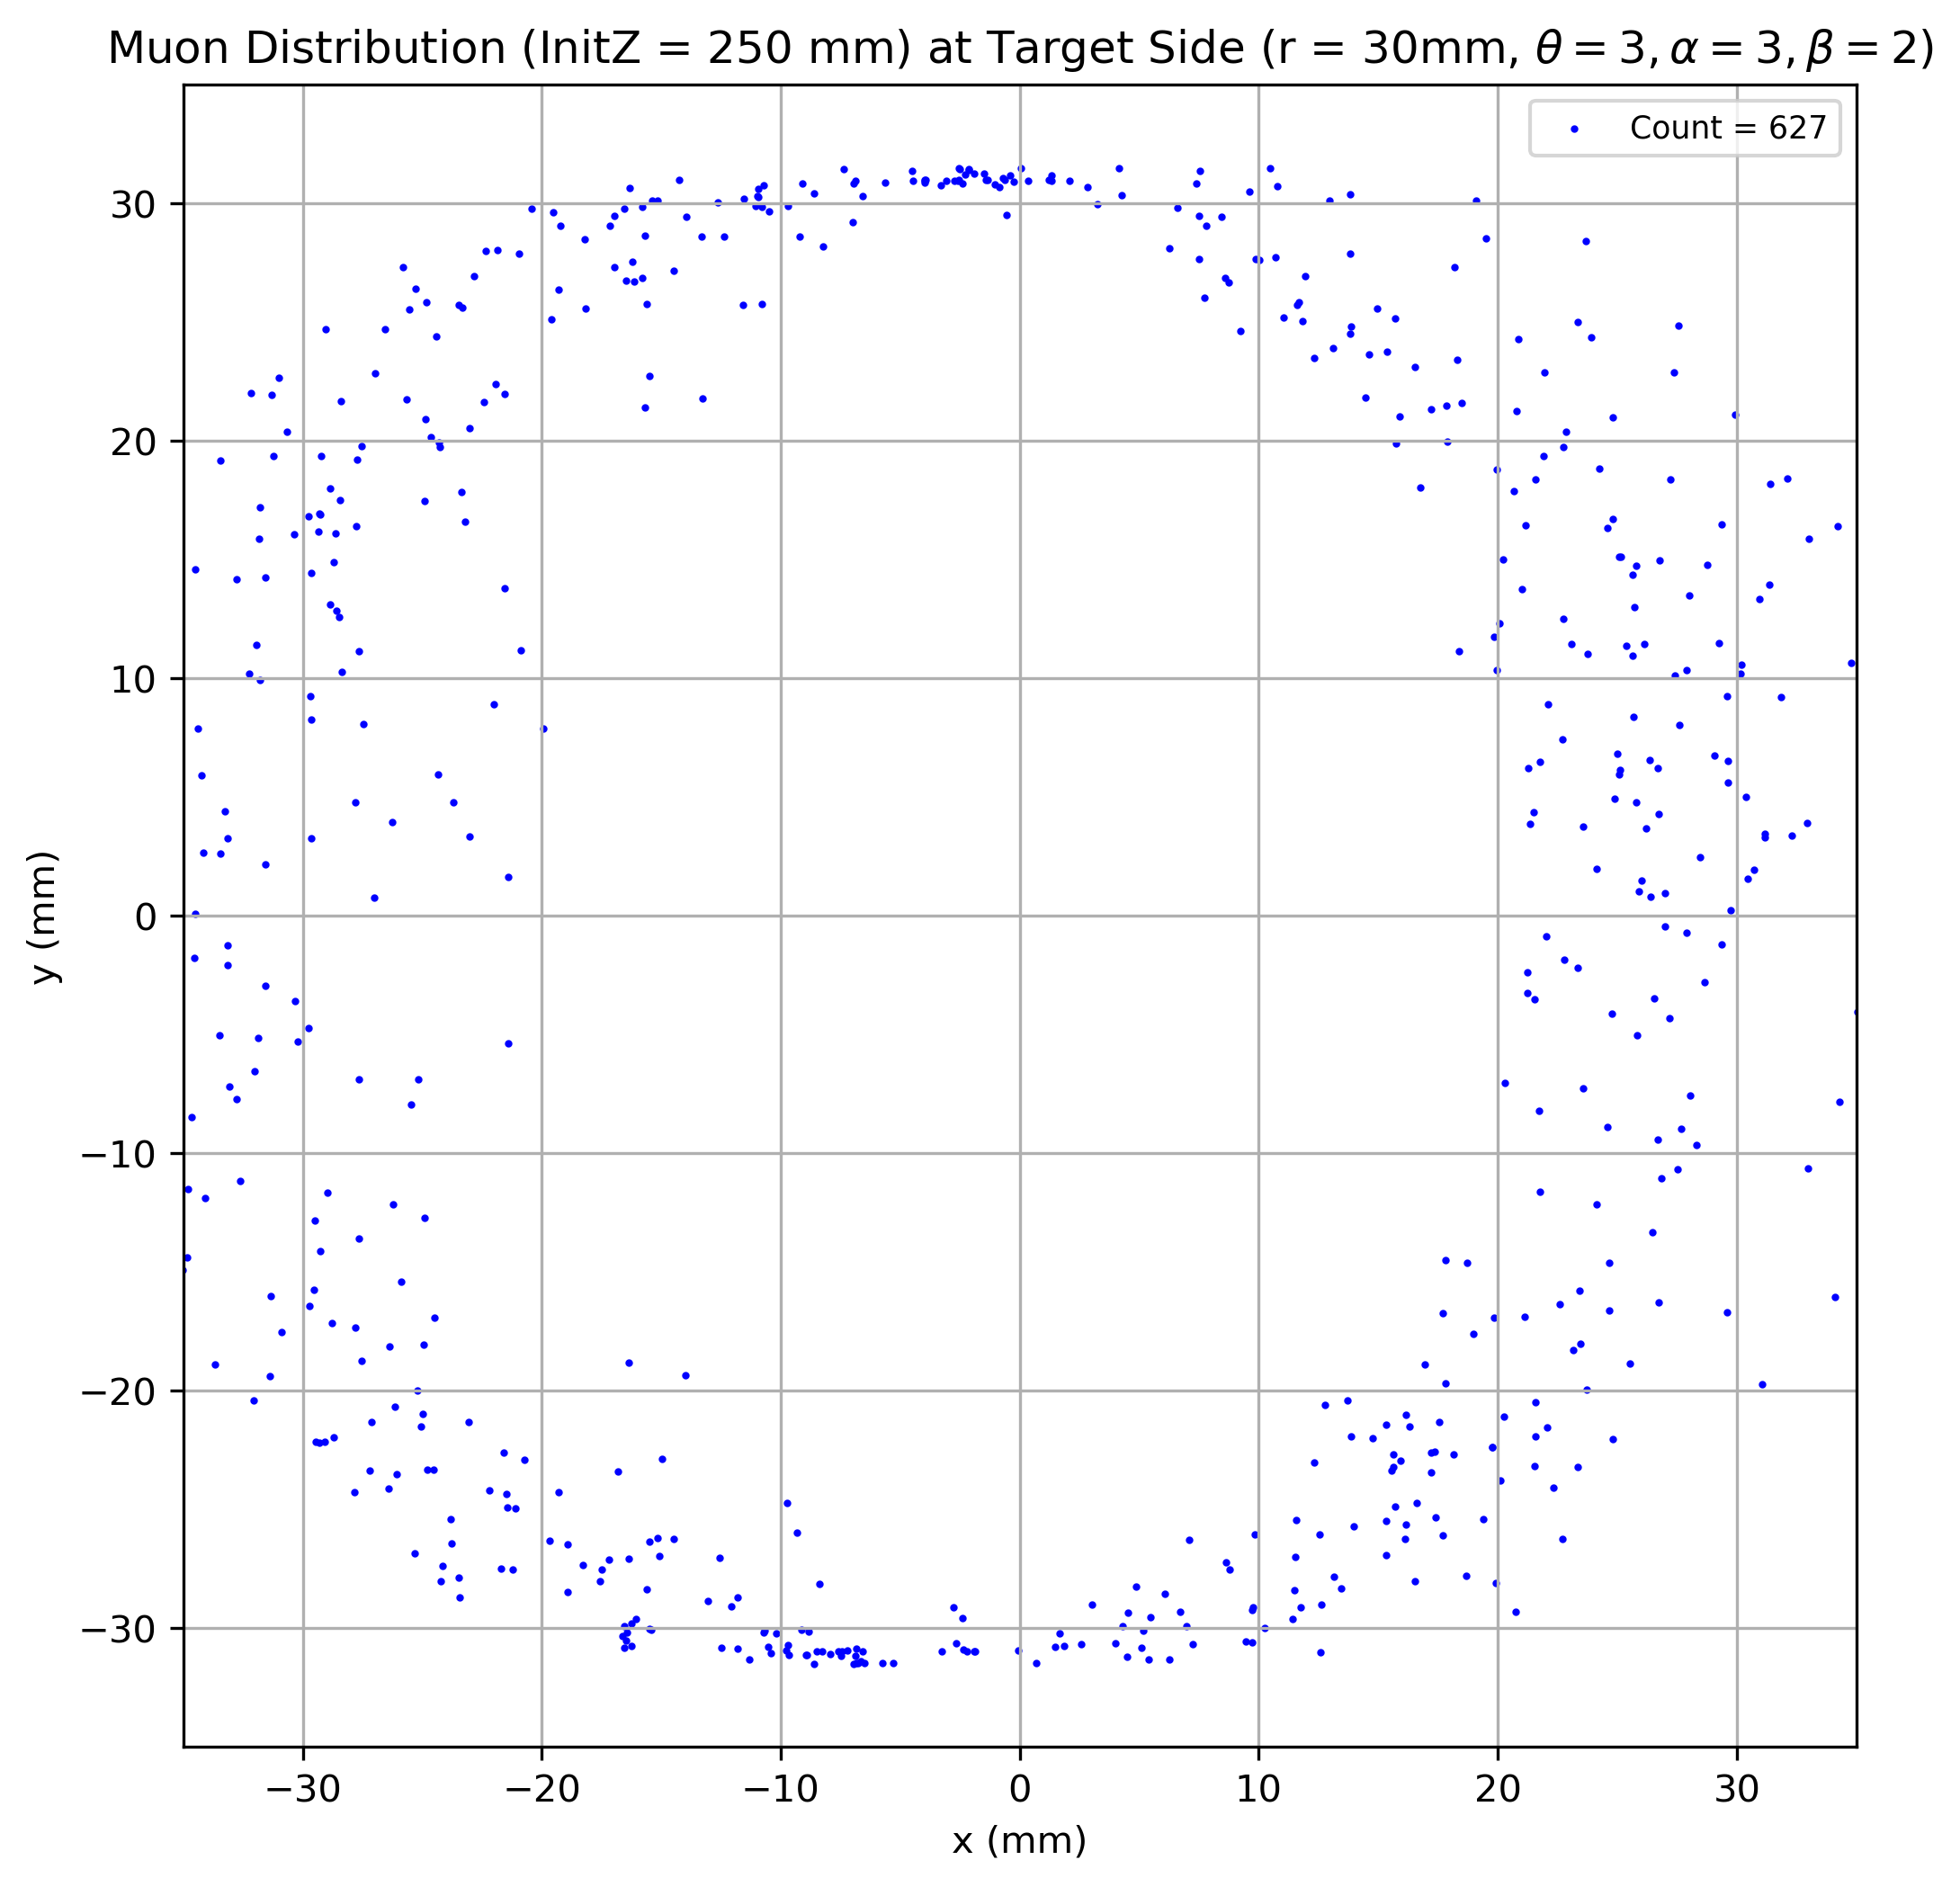 Muon Distribution (InitZ = 250 mm) at Target Side (r = 30mm, θ = 3, α = 3, β = 2)
Count = 627
30
20
10
0
−10
−20
−30
y (mm)
−30 −20 −10 0 10 20 30
x (mm)